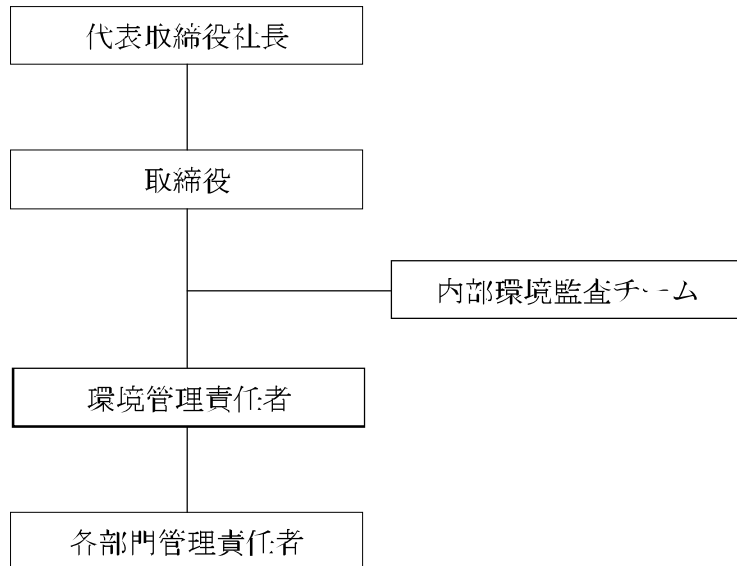 代表取締役社長
取締役
内部環境監査チーム
環境管理責任者
各部門管理責任者